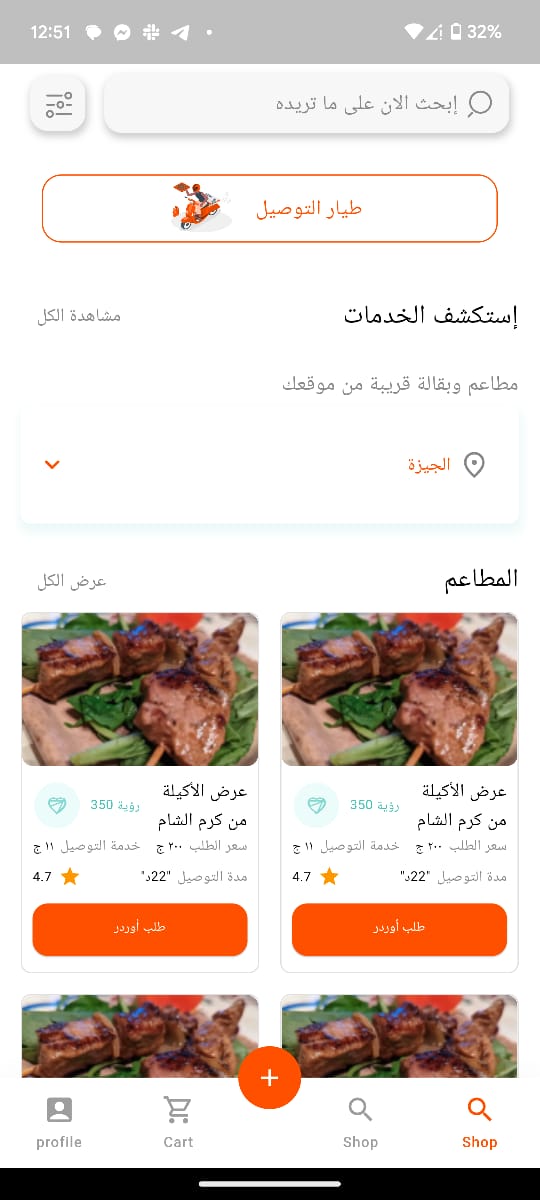 12:51
32%
إبحث الان على ما تريده
طيار التوصيل
إستكشف الخدمات
مشاهدة الكل
مطاعم وبقالة قريبة من موقعك
الجيزة
المطاعم
عرض الكل
عرض الأكيلة
من كرم الشام
350 رؤية
سعر الطلب ٢٠٠ ج
خدمة التوصيل ١١ ج
مدة التوصيل "22د"
4.7
طلب أوردر
عرض الأكيلة
من كرم الشام
350 رؤية
سعر الطلب ٢٠٠ ج
خدمة التوصيل ١١ ج
مدة التوصيل "22د"
4.7
طلب أوردر
profile
Cart
Shop
Shop